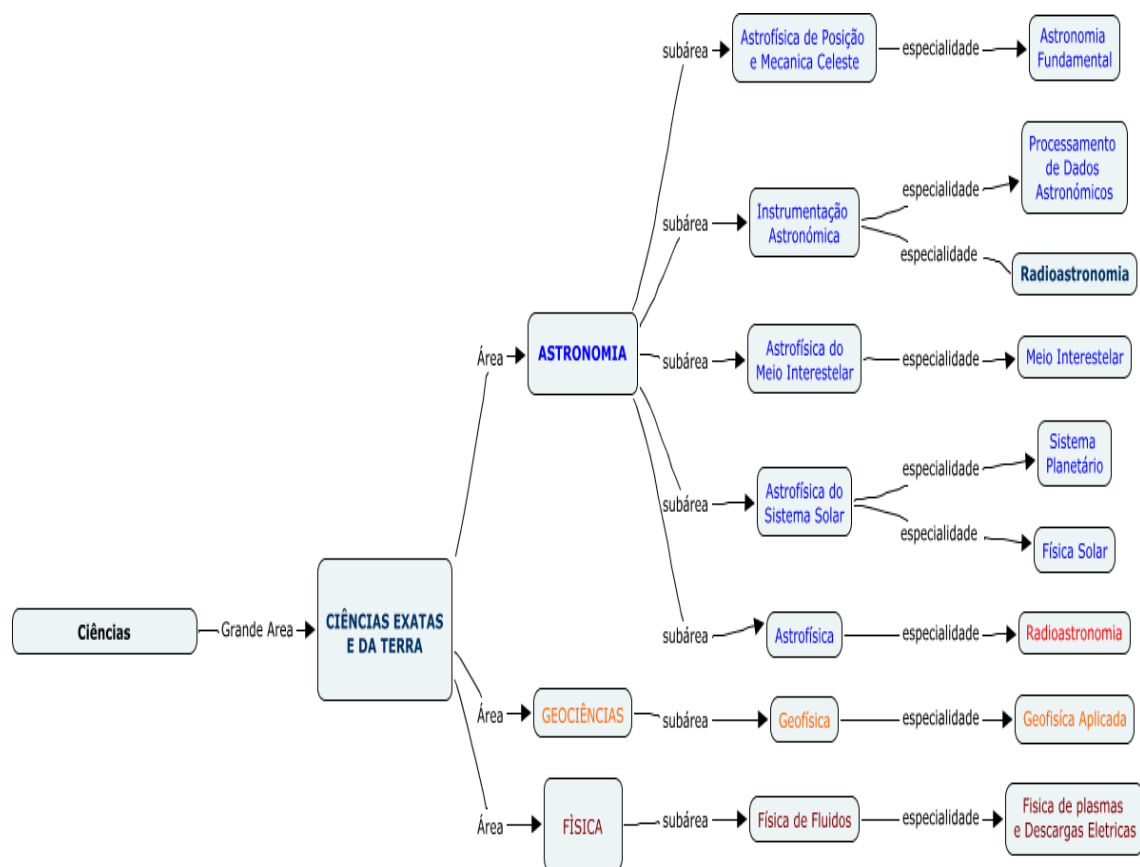 subárea
Astrofísica de Posição
e Mecanica Celeste
especialidade
Astronomia
Fundamental
subárea
Instrumentação
Astronómica
especialidade
Processamento
de Dados
Astronómicos
especialidade
Radioastronomia
Área
ASTRONOMIA
subárea
Astrofísica do
Meio Interestelar
especialidade
Meio Interestelar
subárea
Astrofísica do
Sistema Solar
especialidade
Sistema
Planetário
especialidade
Física Solar
Ciências
Grande Area
CIÊNCIAS EXATAS
E DA TERRA
subárea
Astrofísica
especialidade
Radioastronomia
Área
GEOCIÊNCIAS
subárea
Geofísica
especialidade
Geofisíca Aplicada
Área
FÌSICA
subárea
Física de Fluidos
especialidade
Fisica de plasmas
e Descargas Eletricas